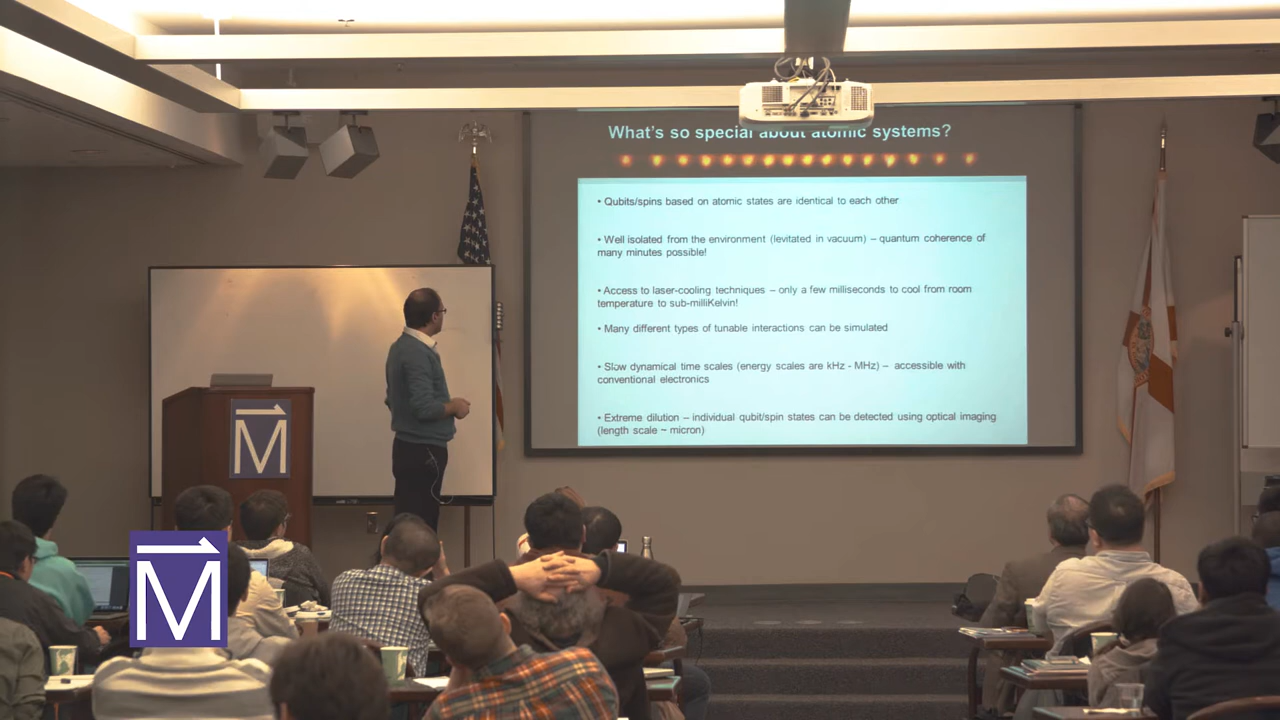 What's so special about atomic systems?
• Qubits/spins based on atomic states are identical to each other
• Well isolated from the environment (levitated in vacuum) – quantum coherence of
many minutes possible!
• Access to laser-cooling techniques – only a few milliseconds to cool from room
temperature to sub-milliKelvin!
• Many different types of tunable interactions can be simulated
• Slow dynamical time scales (energy scales are kHz - MHz) – accessible with
conventional electronics
• Extreme dilution – individual qubit/spin states can be detected using optical imaging
(length scale ~ micron)
M
M